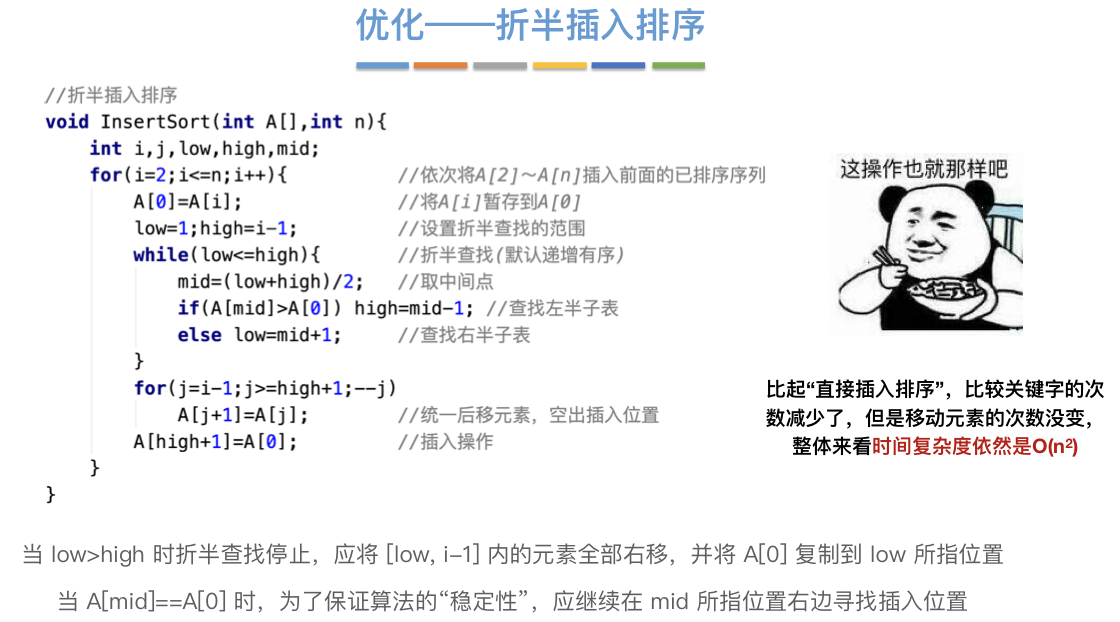 优化——折半插入排序
//折半插入排序
void InsertSort(int A[],int n){
int i,j,low,high,mid;
for(i=2;i<=n;i++){ //依次将A[2]～A[n]插入前面的已排序序列
A[0]=A[i]; //将A[i]暂存到A[0]
low=1;high=i-1; //设置折半查找的范围
while(low<=high){ //折半查找(默认递增有序)
mid=(low+high)/2; //取中间点
if(A[mid]>A[0]) high=mid-1; //查找左半子表
else low=mid+1; //查找右半子表
}
for(j=i-1;j>=high+1;--j)
A[j+1]=A[j]; //统一后移元素，空出插入位置
A[high+1]=A[0]; //插入操作
}
}
这操作也就那样吧
比起“直接插入排序”，比较关键字的次
数减少了，但是移动元素的次数没变，
整体来看时间复杂度依然是O(n²)
当 low>high 时折半查找停止，应将 [low, i-1] 内的元素全部右移，并将 A[0] 复制到 low 所指位置
当 A[mid]==A[0] 时，为了保证算法的“稳定性”，应继续在 mid 所指位置右边寻找插入位置